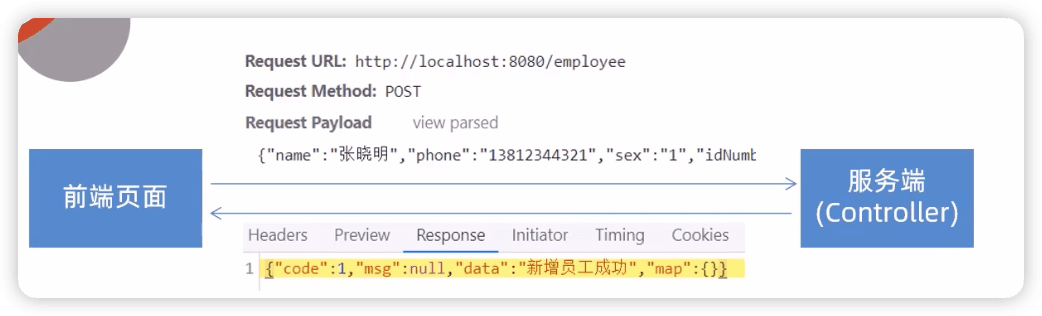 Request URL: http://localhost:8080/employee
Request Method: POST
Request Payload view parsed
{"name":"张晓明","phone":"13812344321","sex":"1","idNumb
前端页面
服务端
(Controller)
Headers Preview Response Initiator Timing Cookies
1 {"code":1,"msg":null,"data":"新增员工成功","map":{}}